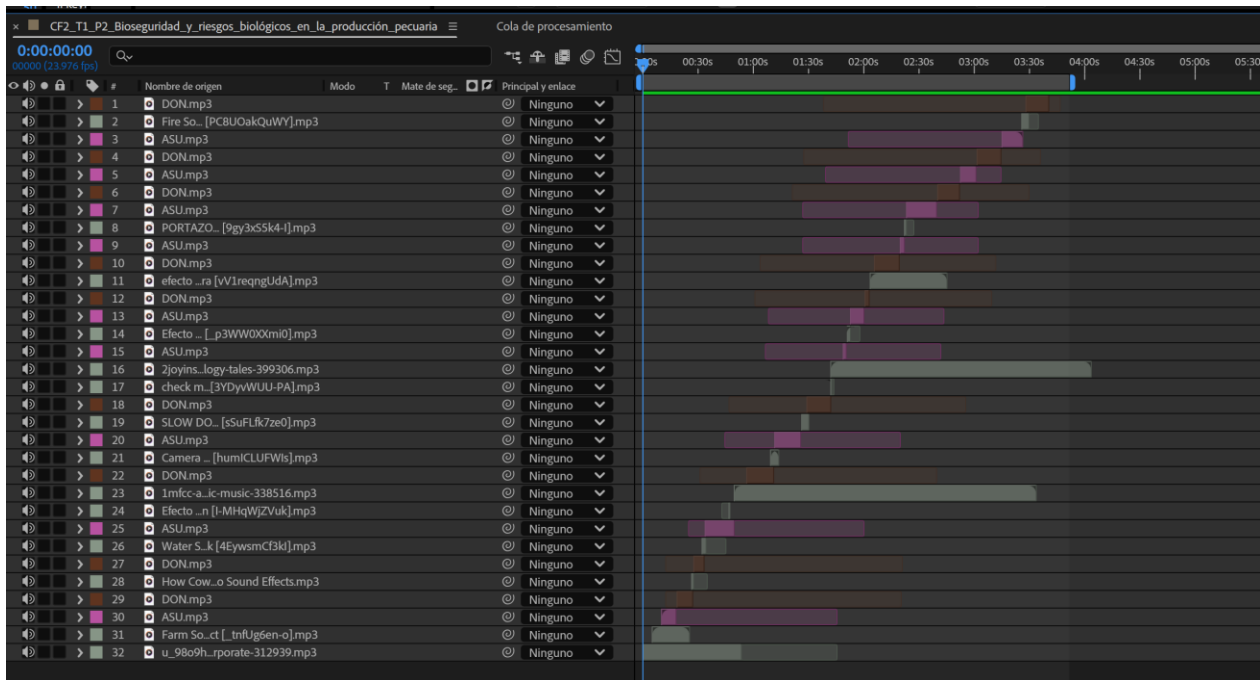 × CF2_T1_P2_Bioseguridad_y_riesgos_biológicos_en_la_producción_pecuaria ☰ Cola de procesamiento
0:00:00:00
00000 (23.976 fps)
00:30s 01:00s 01:30s 02:00s 02:30s 03:00s 03:30s 04:00s 04:30s 05:00s 05:30
# Nombre de origen Modo T Mate de seg... Principal y enlace
1 DON.mp3 Ninguno
2 Fire So... [PC8UOakQuWY].mp3 Ninguno
3 ASU.mp3 Ninguno
4 DON.mp3 Ninguno
5 ASU.mp3 Ninguno
6 DON.mp3 Ninguno
7 ASU.mp3 Ninguno
8 PORTAZO... [9gy3xS5k4-I].mp3 Ninguno
9 ASU.mp3 Ninguno
10 DON.mp3 Ninguno
11 efecto ...ra [vV1reqngUdA].mp3 Ninguno
12 DON.mp3 Ninguno
13 ASU.mp3 Ninguno
14 Efecto ... [_p3WW0XXmi0].mp3 Ninguno
15 ASU.mp3 Ninguno
16 2joyins...logy-tales-399306.mp3 Ninguno
17 check m...[3YDyvWUU-PA].mp3 Ninguno
18 DON.mp3 Ninguno
19 SLOW DO... [sSuFLfk7ze0].mp3 Ninguno
20 ASU.mp3 Ninguno
21 Camera ... [humICLUFWIs].mp3 Ninguno
22 DON.mp3 Ninguno
23 1mfcc-a...ic-music-338516.mp3 Ninguno
24 Efecto ...n [I-MHqWjZVuk].mp3 Ninguno
25 ASU.mp3 Ninguno
26 Water S...k [4EywsmCf3kI].mp3 Ninguno
27 DON.mp3 Ninguno
28 How Cow...o Sound Effects.mp3 Ninguno
29 DON.mp3 Ninguno
30 ASU.mp3 Ninguno
31 Farm So...ct [_tnfUg6en-o].mp3 Ninguno
32 u_98o9h...rporate-312939.mp3 Ninguno